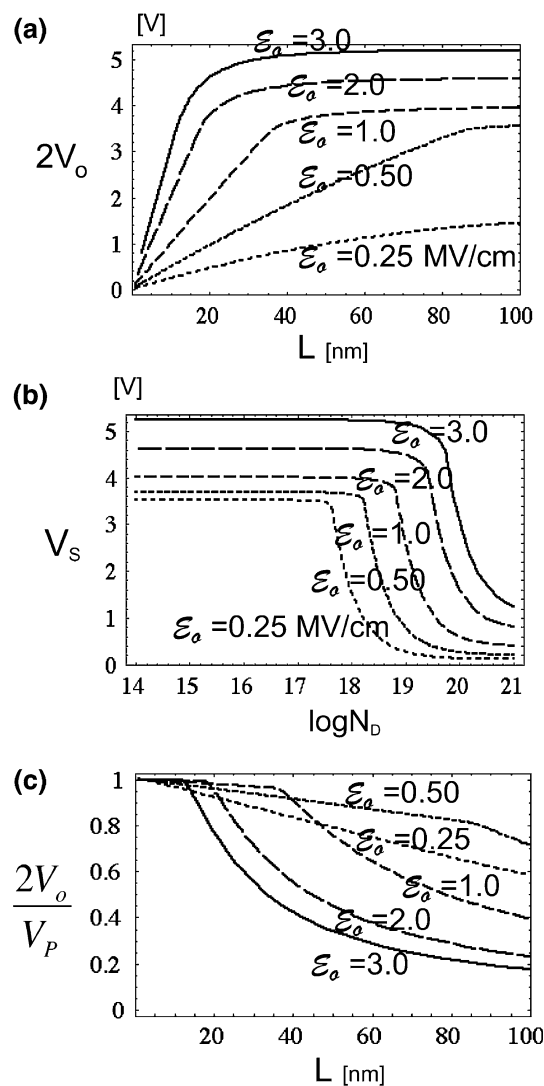 (a)
[V]
ℰo =3.0
ℰo =2.0
ℰo =1.0
ℰo =0.50
ℰo =0.25 MV/cm
2Vo
5
4
3
2
1
0
20 40 60 80 100
L [nm]
(b)
[V]
ℰo =3.0
ℰo =2.0
ℰo =1.0
ℰo =0.50
ℰo =0.25 MV/cm
Vs
5
4
3
2
1
0
14 15 16 17 18 19 20 21
logND
(c)
ℰo =0.50
ℰo =0.25
ℰo =1.0
ℰo =2.0
ℰo =3.0
2Vo
VP
1
0.8
0.6
0.4
0.2
0
20 40 60 80 100
L [nm]